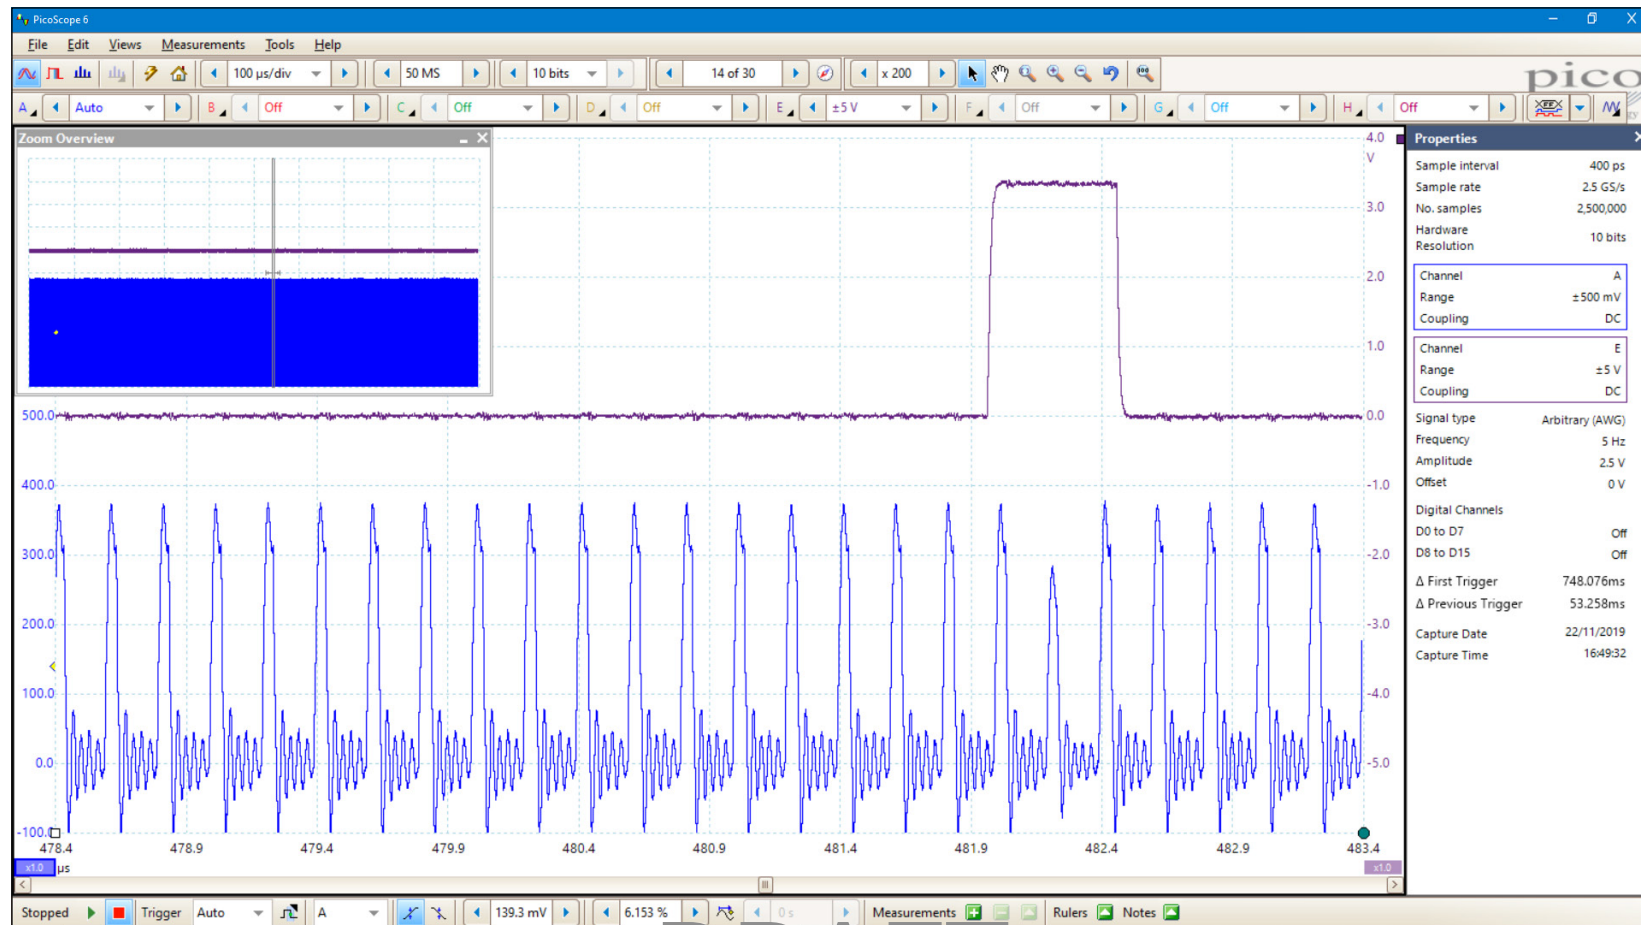 PicoScope 6
File Edit Views Measurements Tools Help
100 µs/div 50 MS 10 bits 14 of 30 x 200
pico
A Auto B Off C Off D Off E ±5 V F Off G Off H Off
Zoom Overview
4.0
V
3.0
2.0
1.0
500.0 0.0
400.0 -1.0
300.0 -2.0
200.0 -3.0
100.0 -4.0
0.0 -5.0
-100.0
478.4 478.9 479.4 479.9 480.4 480.9 481.4 481.9 482.4 482.9 483.4
x1.0 µs x1.0
Properties
Sample interval 400 ps
Sample rate 2.5 GS/s
No. samples 2,500,000
Hardware
Resolution 10 bits
Channel A
Range ±500 mV
Coupling DC
Channel E
Range ±5 V
Coupling DC
Signal type Arbitrary (AWG)
Frequency 5 Hz
Amplitude 2.5 V
Offset 0 V
Digital Channels
D0 to D7 Off
D8 to D15 Off
Δ First Trigger 748.076ms
Δ Previous Trigger 53.258ms
Capture Date 22/11/2019
Capture Time 16:49:32
Stopped Trigger Auto A 139.3 mV 6.153 % 0 s Measurements Rulers Notes